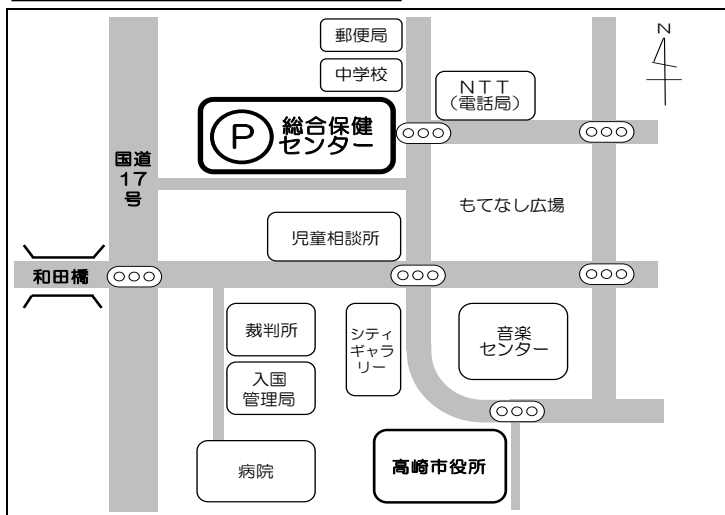 郵便局
中学校
N
NTT
(電話局)
P
総合保健
センター
国道
17
号
もてなし広場
児童相談所
和田橋
裁判所
シティ
ギャラ
リー
音楽
センター
入国
管理局
病院
高崎市役所